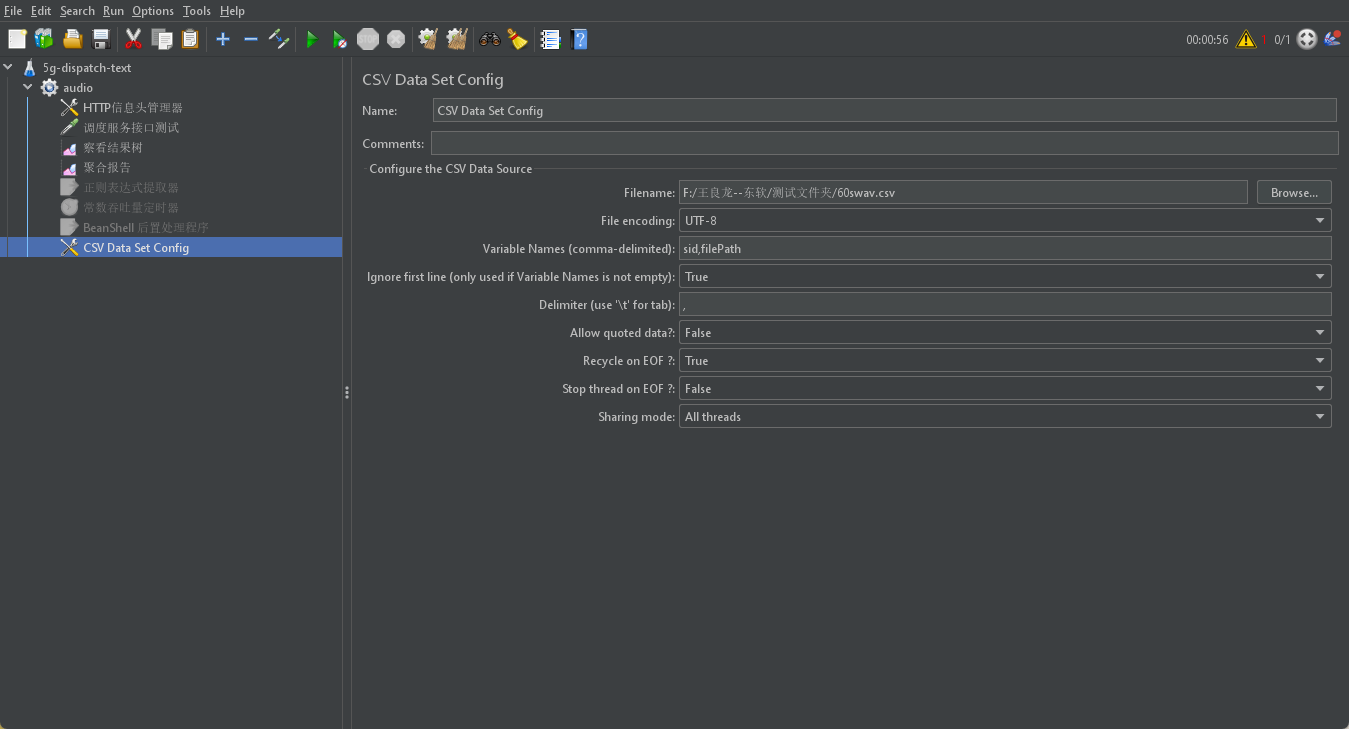 File Edit Search Run Options Tools Help
00:00:56 1 0/1
5g-dispatch-text
audio
HTTP信息头管理器
调度服务接口测试
察看结果树
聚合报告
正则表达式提取器
常数吞吐量定时器
BeanShell 后置处理程序
CSV Data Set Config
CSV Data Set Config
Name: CSV Data Set Config
Comments:
Configure the CSV Data Source
Filename: F:/王良龙--东软/测试文件夹/60swav.csv Browse...
File encoding: UTF-8
Variable Names (comma-delimited): sid,filePath
Ignore first line (only used if Variable Names is not empty): True
Delimiter (use '\t' for tab): ,
Allow quoted data?: False
Recycle on EOF ?: True
Stop thread on EOF ?: False
Sharing mode: All threads